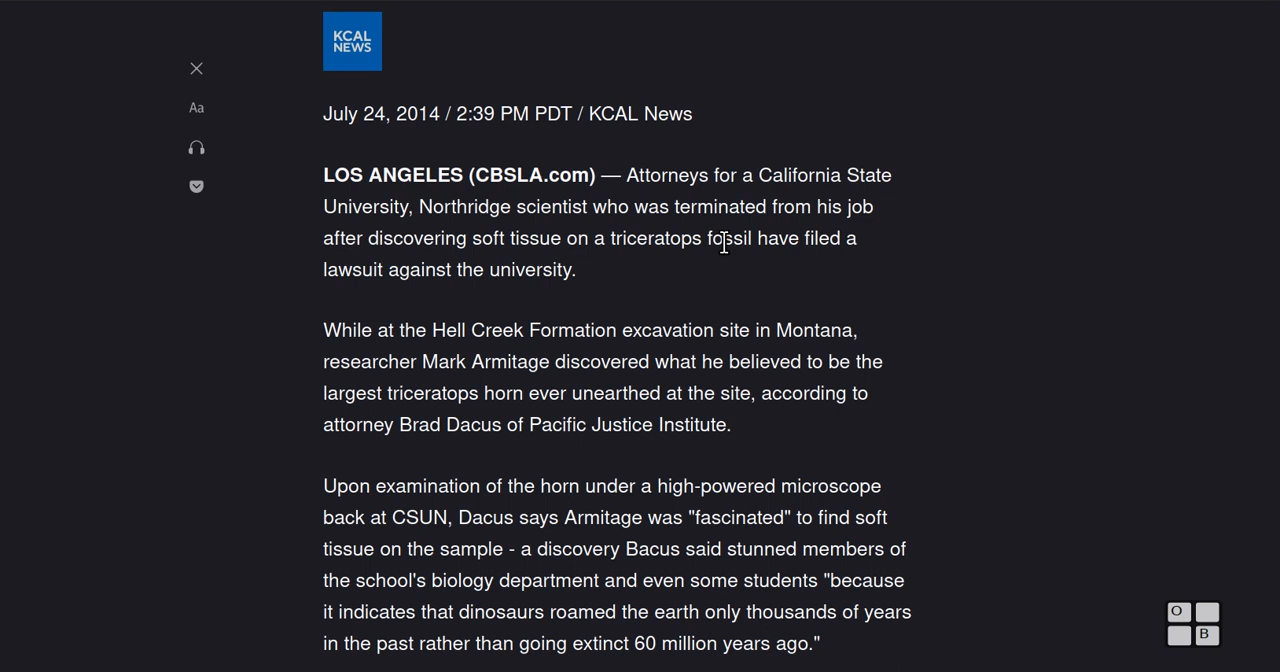 KCAL
NEWS
Aa
July 24, 2014 / 2:39 PM PDT / KCAL News
LOS ANGELES (CBSLA.com) — Attorneys for a California State
University, Northridge scientist who was terminated from his job
after discovering soft tissue on a triceratops fossil have filed a
lawsuit against the university.
While at the Hell Creek Formation excavation site in Montana,
researcher Mark Armitage discovered what he believed to be the
largest triceratops horn ever unearthed at the site, according to
attorney Brad Dacus of Pacific Justice Institute.
Upon examination of the horn under a high-powered microscope
back at CSUN, Dacus says Armitage was "fascinated" to find soft
tissue on the sample - a discovery Bacus said stunned members of
the school's biology department and even some students "because
it indicates that dinosaurs roamed the earth only thousands of years
in the past rather than going extinct 60 million years ago."
O
B